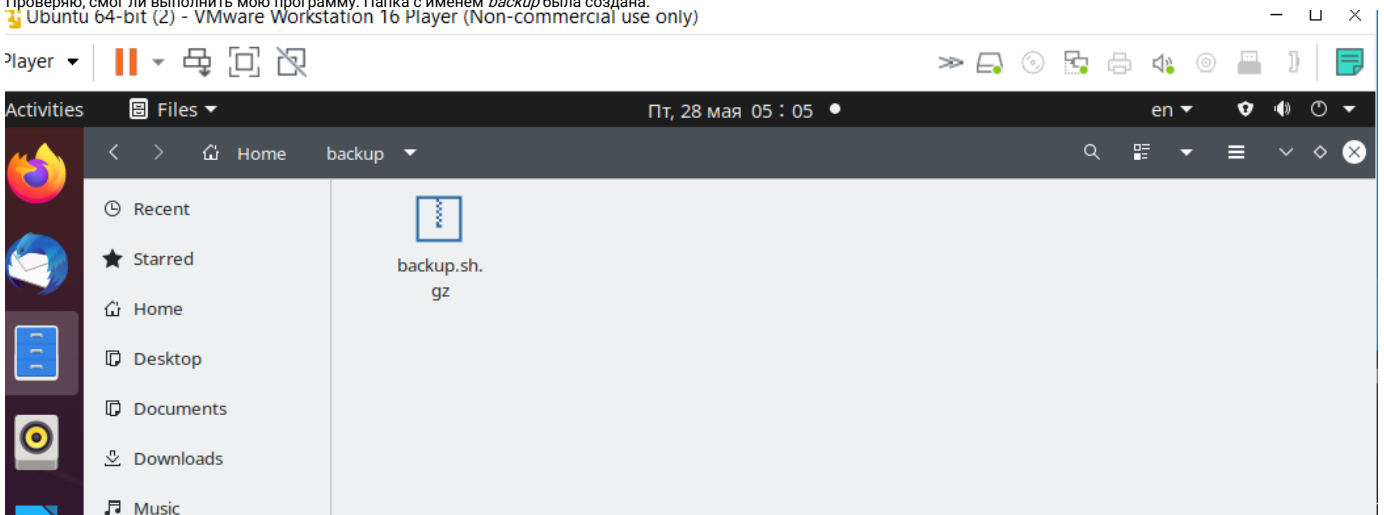 Проверяю, смог ли выполнить мою программу. Папка с именем backup была создана.
Ubuntu 64-bit (2) - VMware Workstation 16 Player (Non-commercial use only)
Player
Activities Files Пт, 28 мая 05:05 en
Home backup
Recent
Starred
Home
Desktop
Documents
Downloads
Music
backup.sh.
gz